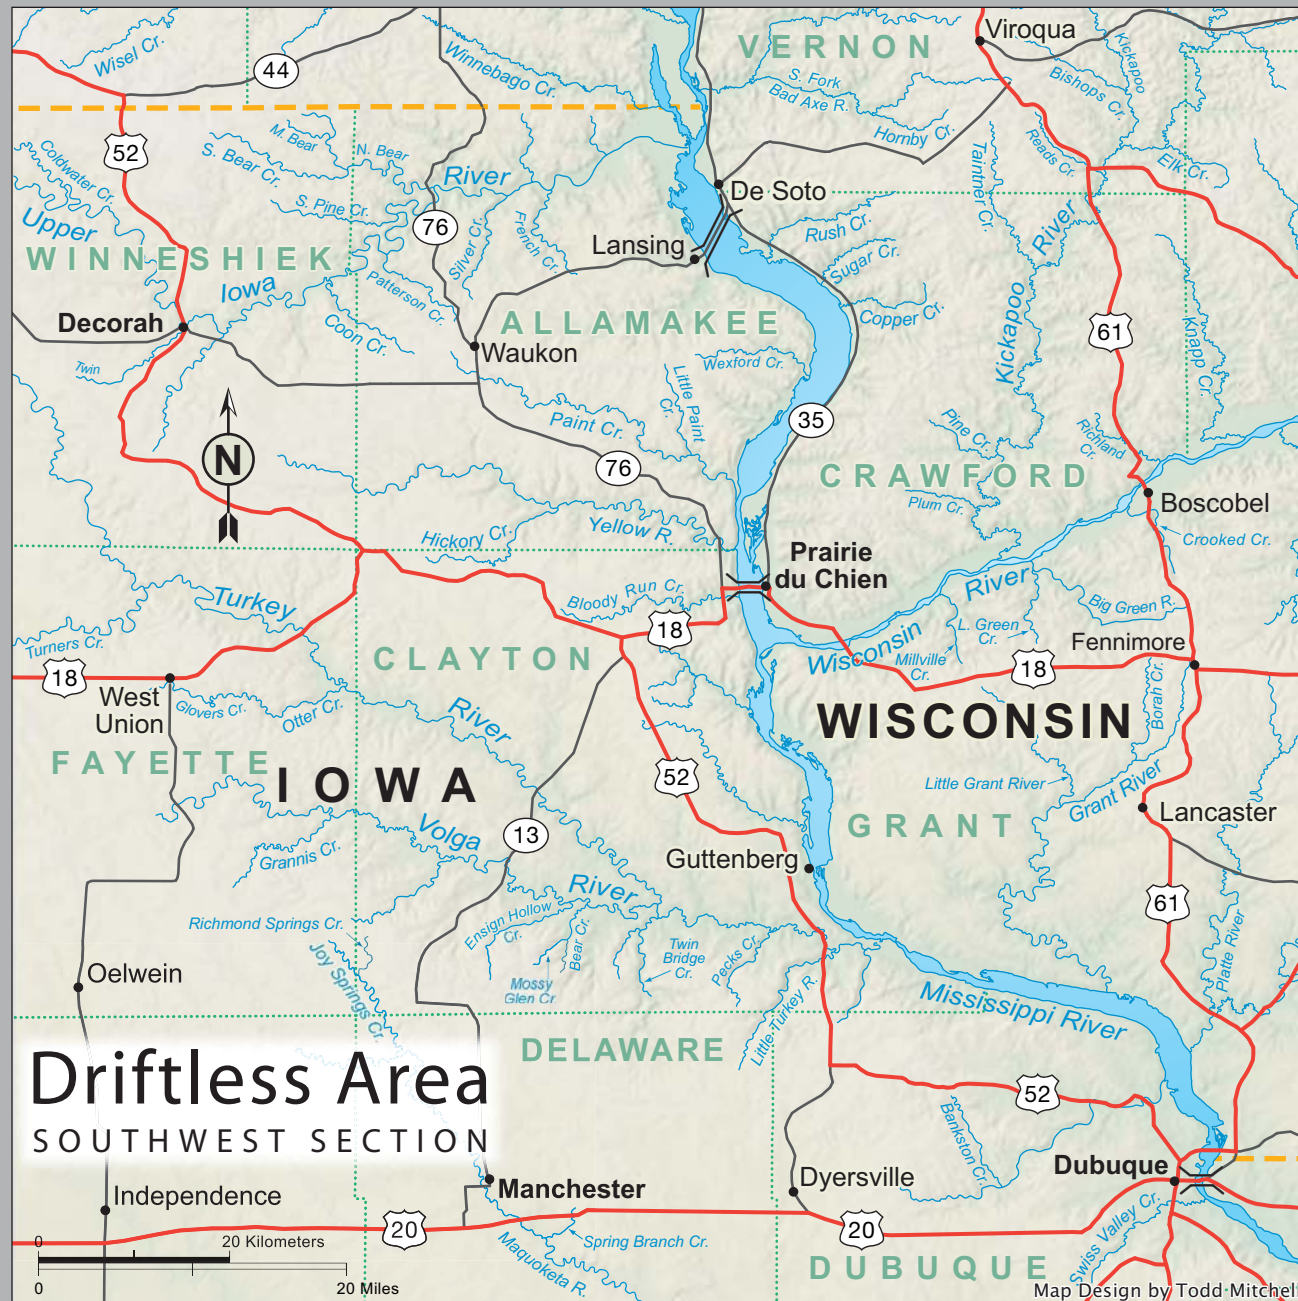 Viroqua
VERNON
Wisel Cr.
44
Winnebago Cr.
S. Fork
Bad Axe R.
Kickapoo
Bishops Cr.
Hornby Cr.
52
M. Bear
N. Bear
S. Bear Cr.
Coldwater Cr.
Reads Cr.
Elk Cr.
Tainter Cr.
River
De Soto
S. Pine Cr.
Upper
76
French Cr.
Silver Cr.
Rush Cr.
River
Lansing
Sugar Cr.
WINNESHIEK
Iowa
Patterson Cr.
Decorah
Coon Cr.
ALLAMAKEE
Copper Cr.
Kickapoo
61
Knapp Cr.
Waukon
Twin
Wexford Cr.
Little Paint
Cr.
Paint Cr.
35
Pine Cr.
Richland
Cr.
N
76
CRAWFORD
Plum Cr.
Boscobel
Hickory Cr.
Yellow R.
Crooked Cr.
Prairie
du Chien
River
Turkey
Bloody Run Cr.
Big Green R.
18
L. Green
Cr.
Turners Cr.
Fennimore
CLAYTON
Wisconsin
Millville
Cr.
18
18
West
Union
Glovers Cr.
Otter Cr.
River
Borah Cr.
WISCONSIN
FAYETTE
IOWA
52
Little Grant River
Grant River
Lancaster
Volga
13
GRANT
Grannis Cr.
Guttenberg
River
61
Richmond Springs Cr.
Ensign Hollow
Cr.
Bear Cr.
Twin
Bridge
Cr.
Pecks Cr.
Platte River
Joy Springs Cr.
Oelwein
Mossy
Glen Cr.
Little Turkey R.
Mississippi River
DELAWARE
Driftless Area
SOUTHWEST SECTION
52
Bankston Cr.
Dubuque
Independence
Manchester
Dyersville
20
20
Swiss Valley Cr.
0 20 Kilometers
Spring Branch Cr.
Maquoketa R.
DUBUQUE
0 20 Miles
Map Design by Todd Mitchell